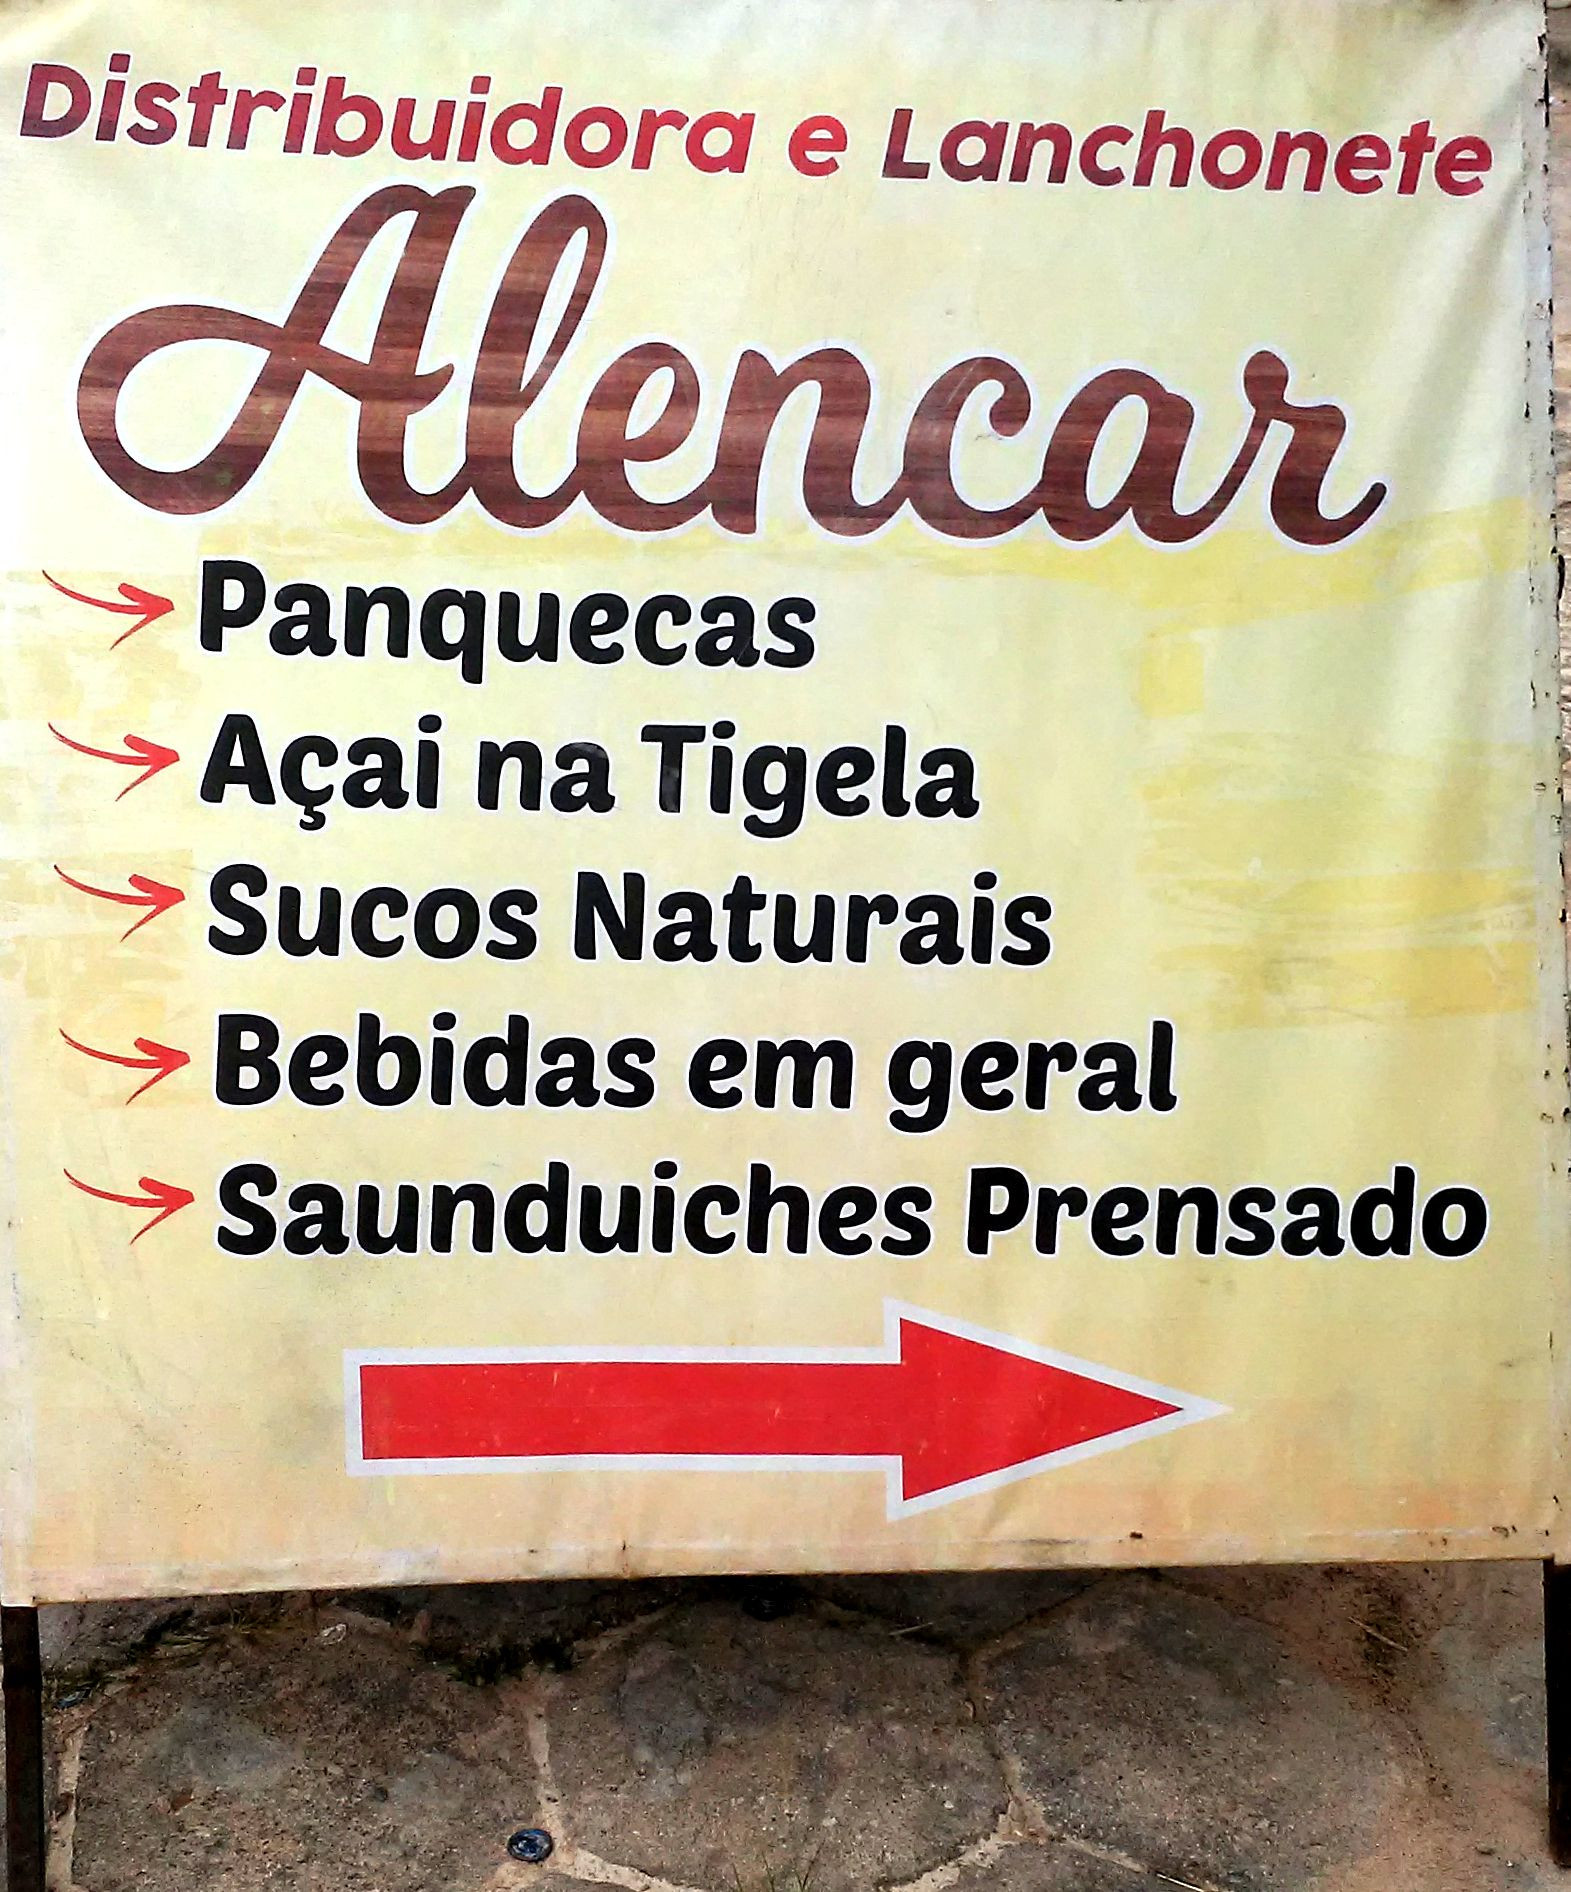 Distribuidora e Lanchonete
Alencar
Panquecas
Açai na Tigela
Sucos Naturais
Bebidas em geral
Saunduiches Prensado